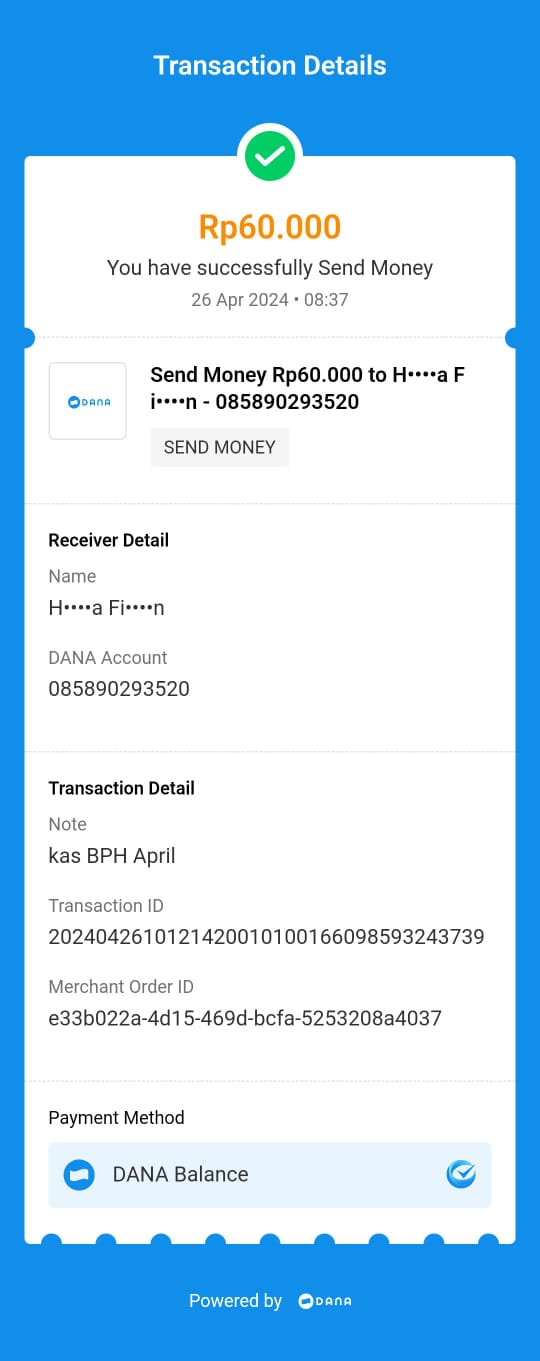 Transaction Details
Rp60.000
You have successfully Send Money
26 Apr 2024 • 08:37
DANA
Send Money Rp60.000 to H••••a F
i••••n - 085890293520
SEND MONEY
Receiver Detail
Name
H••••a Fi••••n
DANA Account
085890293520
Transaction Detail
Note
kas BPH April
Transaction ID
2024042610121420010100166098593243739
Merchant Order ID
e33b022a-4d15-469d-bcfa-5253208a4037
Payment Method
DANA Balance
Powered by DANA